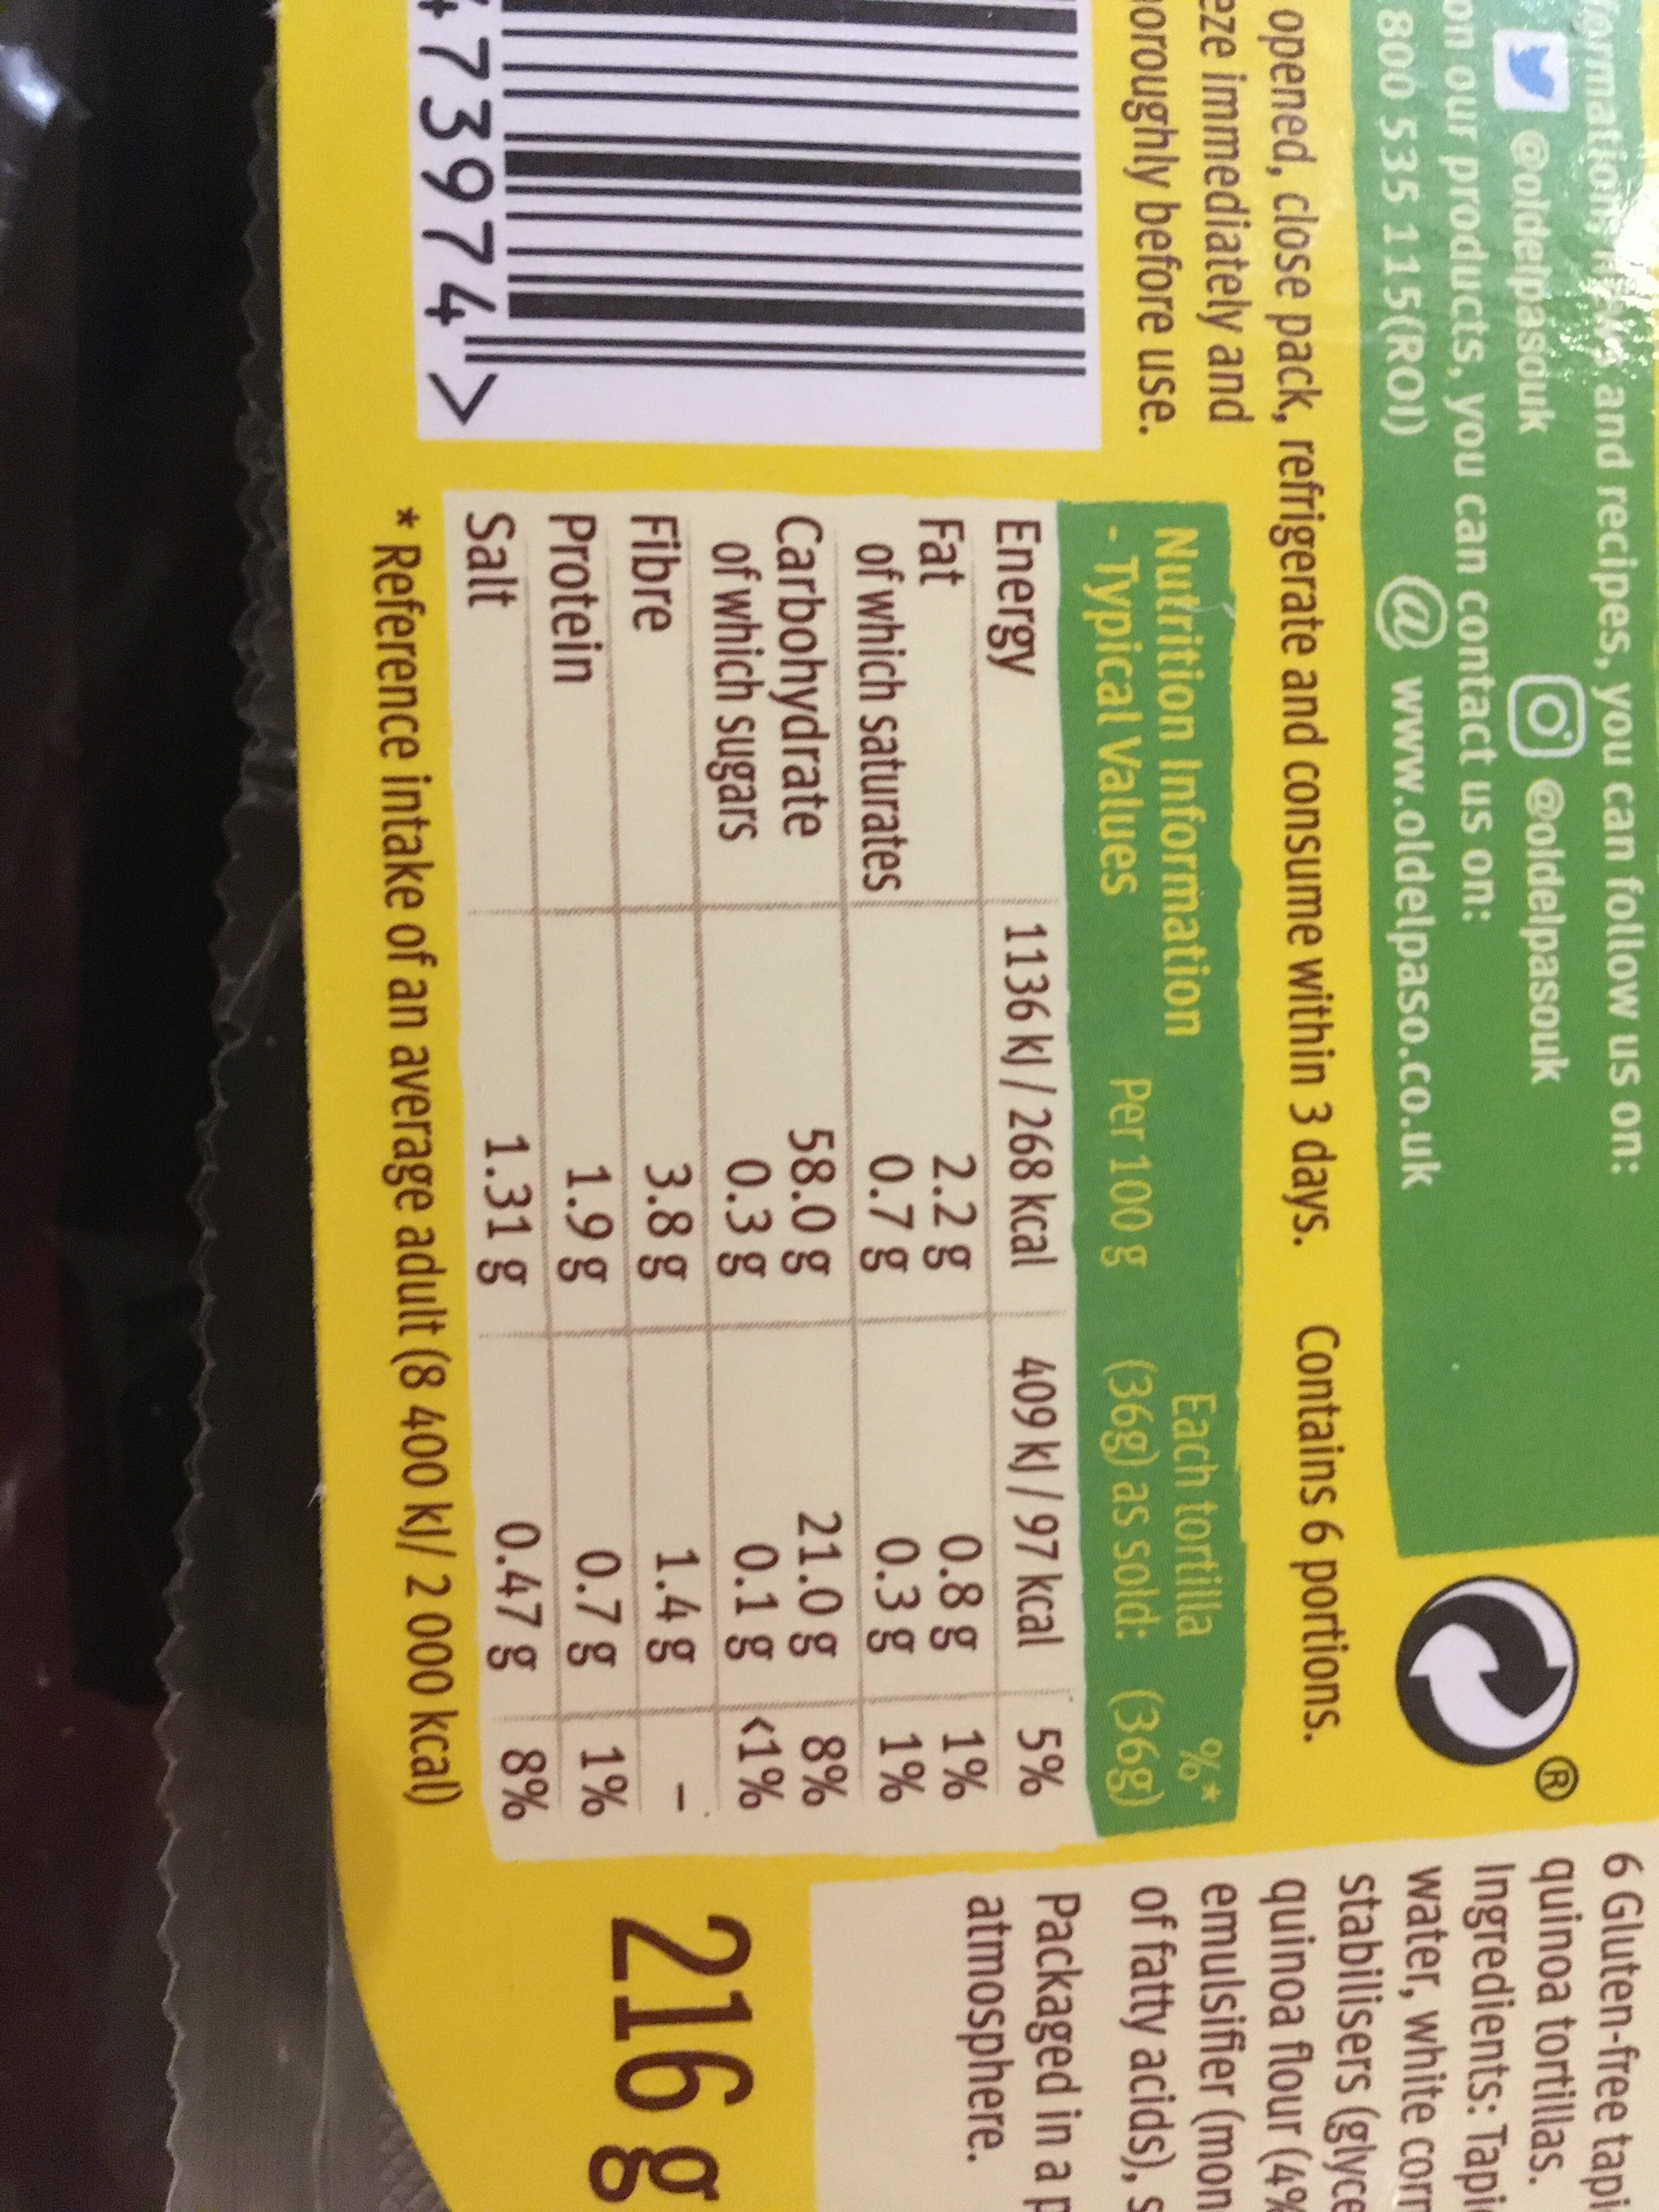 and recipes, you can follow us on:
@oldelpasouk @oldelpasouk
on our products, you can contact us on:
800 535 115(ROI) @ www.oldelpaso.co.uk
®
opened, close pack, refrigerate and consume within 3 days. Contains 6 portions.
immediately and
before use.
73974 >
Nutrition Information Each tortilla %*
- Typical Values Per 100 g (36g) as sold: (36g)
Energy 1136 kJ / 268 kcal 409 kJ / 97 kcal 5%
Fat 2.2 g 0.8 g 1%
of which saturates 0.7 g 0.3 g 1%
Carbohydrate 58.0 g 21.0 g 8%
of which sugars 0.3 g 0.1 g <1%
Fibre 3.8 g 1.4 g -
Protein 1.9 g 0.7 g 1%
Salt 1.31 g 0.47 g 8%
* Reference intake of an average adult (8 400 kJ/ 2 000 kcal)
6 Gluten-free
quinoa tortillas.
Ingredients:
water, white
stabilisers
quinoa flour (4%
emulsifier
of fatty acids),
Packaged in a
atmosphere.
216 g